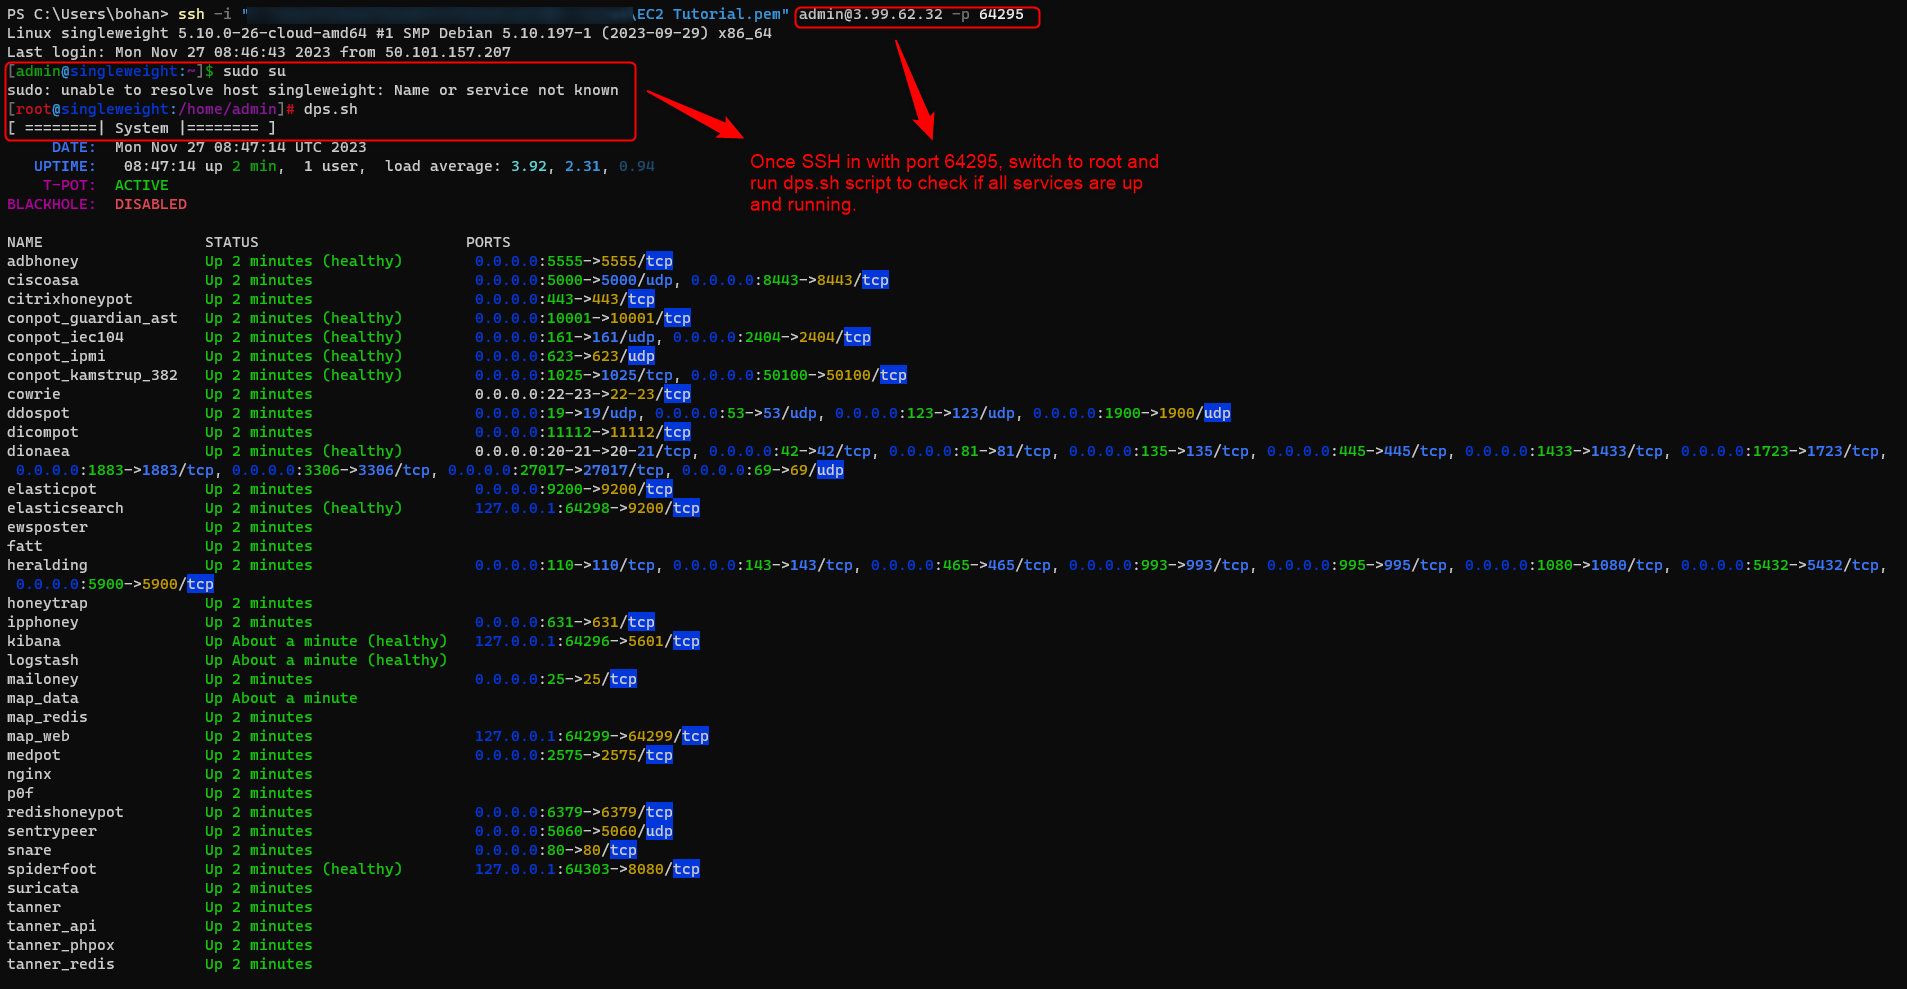 PS C:\Users\bohan> ssh -i "\EC2 Tutorial.pem" admin@3.99.62.32 -p 64295
Linux singleweight 5.10.0-26-cloud-amd64 #1 SMP Debian 5.10.197-1 (2023-09-29) x86_64
Last login: Mon Nov 27 08:46:43 2023 from 50.101.157.207
[admin@singleweight:~]$ sudo su
sudo: unable to resolve host singleweight: Name or service not known
[root@singleweight:/home/admin]# dps.sh
[ ========| System |======== ]
DATE: Mon Nov 27 08:47:14 UTC 2023
UPTIME: 08:47:14 up 2 min, 1 user, load average: 3.92, 2.31, 0.94
T-POT: ACTIVE
BLACKHOLE: DISABLED
Once SSH in with port 64295, switch to root and
run dps.sh script to check if all services are up
and running.
NAME STATUS PORTS
adbhoney Up 2 minutes (healthy) 0.0.0.0:5555->5555/tcp
ciscoasa Up 2 minutes 0.0.0.0:5000->5000/udp, 0.0.0.0:8443->8443/tcp
citrixhoneypot Up 2 minutes 0.0.0.0:443->443/tcp
conpot_guardian_ast Up 2 minutes (healthy) 0.0.0.0:10001->10001/tcp
conpot_iec104 Up 2 minutes (healthy) 0.0.0.0:161->161/udp, 0.0.0.0:2404->2404/tcp
conpot_ipmi Up 2 minutes (healthy) 0.0.0.0:623->623/udp
conpot_kamstrup_382 Up 2 minutes (healthy) 0.0.0.0:1025->1025/tcp, 0.0.0.0:50100->50100/tcp
cowrie Up 2 minutes 0.0.0.0:22-23->22-23/tcp
ddospot Up 2 minutes 0.0.0.0:19->19/udp, 0.0.0.0:53->53/udp, 0.0.0.0:123->123/udp, 0.0.0.0:1900->1900/udp
dicompot Up 2 minutes 0.0.0.0:11112->11112/tcp
dionaea Up 2 minutes (healthy) 0.0.0.0:20-21->20-21/tcp, 0.0.0.0:42->42/tcp, 0.0.0.0:81->81/tcp, 0.0.0.0:135->135/tcp, 0.0.0.0:445->445/tcp, 0.0.0.0:1433->1433/tcp, 0.0.0.0:1723->1723/tcp,
0.0.0.0:1883->1883/tcp, 0.0.0.0:3306->3306/tcp, 0.0.0.0:27017->27017/tcp, 0.0.0.0:69->69/udp
elasticpot Up 2 minutes 0.0.0.0:9200->9200/tcp
elasticsearch Up 2 minutes (healthy) 127.0.0.1:64298->9200/tcp
ewsposter Up 2 minutes
fatt Up 2 minutes
heralding Up 2 minutes 0.0.0.0:110->110/tcp, 0.0.0.0:143->143/tcp, 0.0.0.0:465->465/tcp, 0.0.0.0:993->993/tcp, 0.0.0.0:995->995/tcp, 0.0.0.0:1080->1080/tcp, 0.0.0.0:5432->5432/tcp,
0.0.0.0:5900->5900/tcp
honeytrap Up 2 minutes
ipphoney Up 2 minutes 0.0.0.0:631->631/tcp
kibana Up About a minute (healthy) 127.0.0.1:64296->5601/tcp
logstash Up About a minute (healthy)
mailoney Up 2 minutes 0.0.0.0:25->25/tcp
map_data Up About a minute
map_redis Up 2 minutes
map_web Up 2 minutes 127.0.0.1:64299->64299/tcp
medpot Up 2 minutes 0.0.0.0:2575->2575/tcp
nginx Up 2 minutes
p0f Up 2 minutes
redishoneypot Up 2 minutes 0.0.0.0:6379->6379/tcp
sentrypeer Up 2 minutes 0.0.0.0:5060->5060/udp
snare Up 2 minutes 0.0.0.0:80->80/tcp
spiderfoot Up 2 minutes (healthy) 127.0.0.1:64303->8080/tcp
suricata Up 2 minutes
tanner Up 2 minutes
tanner_api Up 2 minutes
tanner_phpox Up 2 minutes
tanner_redis Up 2 minutes